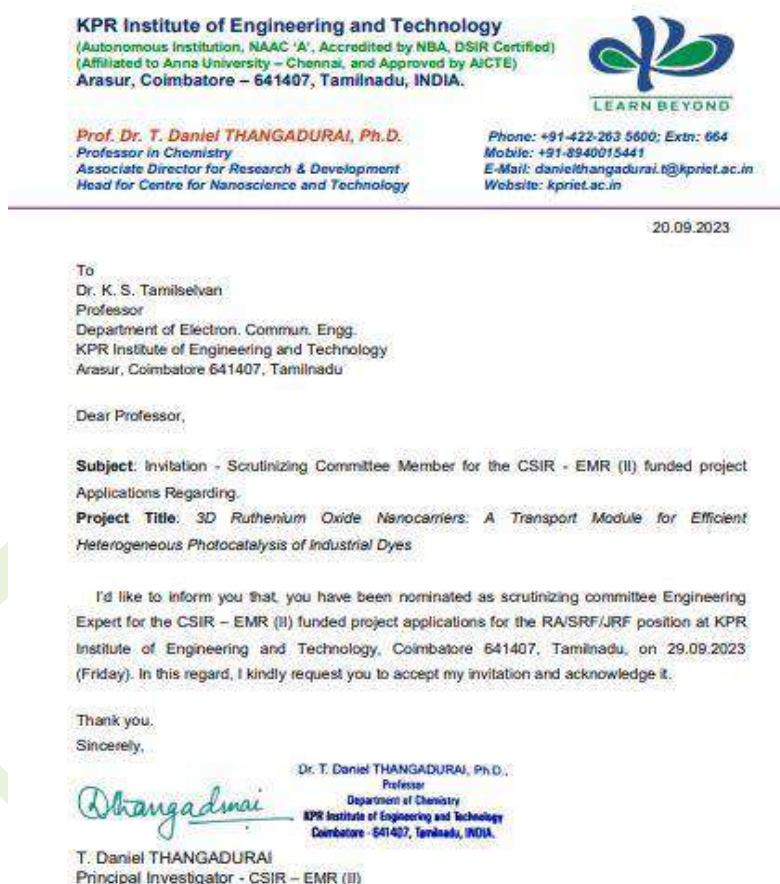 KPR Institute of Engineering and Technology
(Autonomous Institution, NAAC 'A', Accredited by NBA, DSIR Certified)
(Affiliated to Anna University – Chennai, and Approved by AICTE)
Arasur, Coimbatore – 641407, Tamilnadu, INDIA.
LEARN BEYOND
Prof. Dr. T. Daniel THANGADURAI, Ph.D.
Professor in Chemistry
Associate Director for Research & Development
Head for Centre for Nanoscience and Technology
Phone: +91-422-263 5600; Extn: 664
Mobile: +91-8940015441
E-Mail: danielthangadurai.t@kpriet.ac.in
Website: kpriet.ac.in
20.09.2023
To
Dr. K. S. Tamilselvan
Professor
Department of Electron. Commun. Engg.
KPR Institute of Engineering and Technology
Arasur, Coimbatore 641407, Tamilnadu
Dear Professor,
Subject: Invitation - Scrutinizing Committee Member for the CSIR - EMR (II) funded project
Applications Regarding.
Project Title: 3D Ruthenium Oxide Nanocarriers: A Transport Module for Efficient
Heterogeneous Photocatalysis of Industrial Dyes
I'd like to inform you that, you have been nominated as scrutinizing committee Engineering
Expert for the CSIR – EMR (II) funded project applications for the RA/SRF/JRF position at KPR
Institute of Engineering and Technology, Coimbatore 641407, Tamilnadu, on 29.09.2023
(Friday). In this regard, I kindly request you to accept my invitation and acknowledge it.
Thank you.
Sincerely,
Dr. T. Daniel THANGADURAI, Ph.D.,
Professor
Department of Chemistry
KPR Institute of Engineering and Technology
Coimbatore - 641407, Tamilnadu, INDIA.
T. Daniel THANGADURAI
Principal Investigator - CSIR – EMR (II)